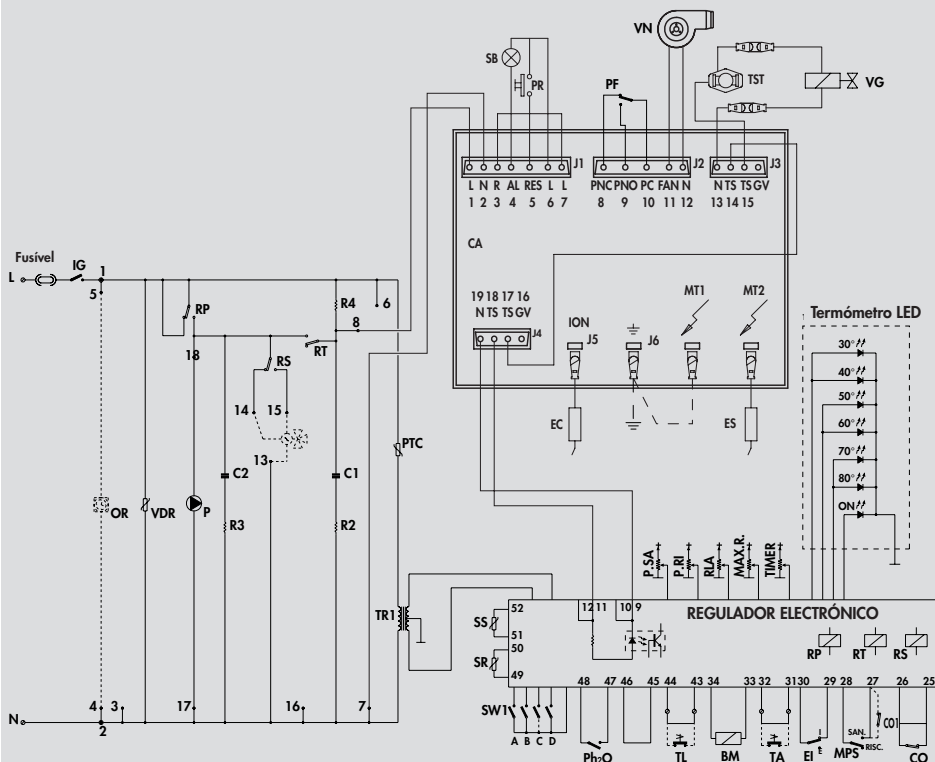 VN
SB
PR
PF
TST
VG
J1
J2
J3
L N R AL RES L L
1 2 3 4 5 6 7
PNC PNO PC FAN N
8 9 10 11 12
N TS TS GV
13 14 15
CA
19 18 17 16
N TS TS GV
J4
ION
J5
J6
MT1
MT2
EC
ES
Fusível
L
IG
1
5
6
RP
R4
8
18
RT
RS
14 15
13
PTC
C2
C1
OR
VDR
P
R3
R2
TR1
N
4
3
2
17
16
7
Termómetro LED
30°
40°
50°
60°
70°
80°
ON
P.SA
P.RI
RLA
MAX.R.
TIMER
REGULADOR ELECTRÓNICO
52
12 11
10 9
SS
51
50
SR
49
RP
RT
RS
48 47 46 45 44 43 34 33 32 31 30 29 28 27 26 25
SW1
A B C D
Ph₂O
TL
BM
TA
EI
E
SAN.
MPS
RISC.
CO1
CO